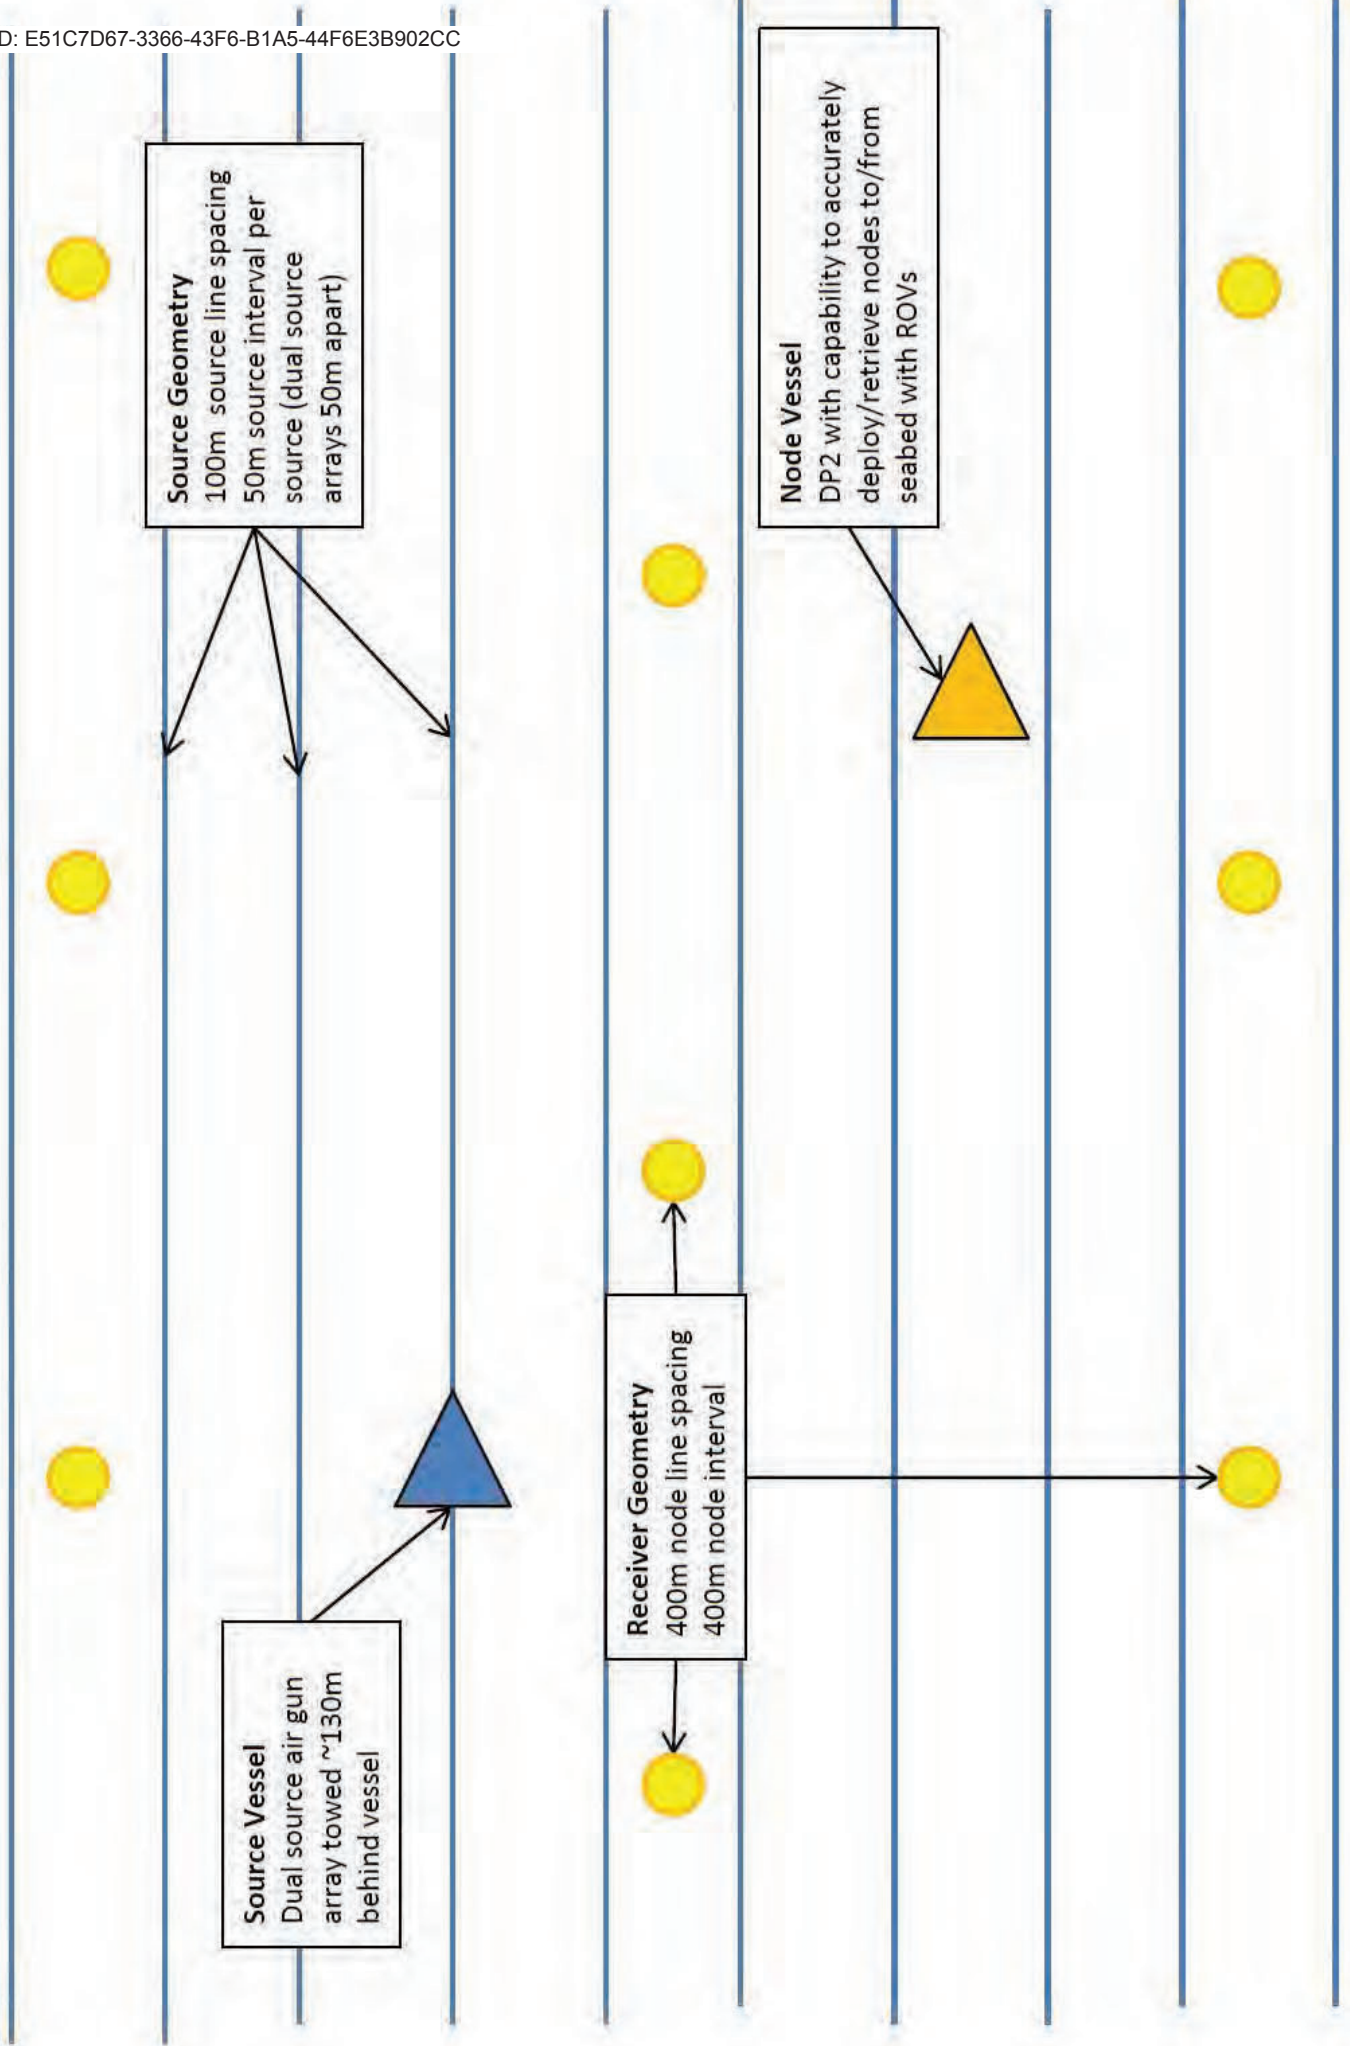 D: E51C7D67-3366-43F6-B1A5-44F6E3B902CC
Source Geometry
100m source line spacing
50m source interval per
source (dual source
arrays 50m apart)
Node Vessel
DP2 with capability to accurately
deploy/retrieve nodes to/from
seabed with ROVs
Source Vessel
Dual source air gun
array towed ~130m
behind vessel
Receiver Geometry
400m node line spacing
400m node interval